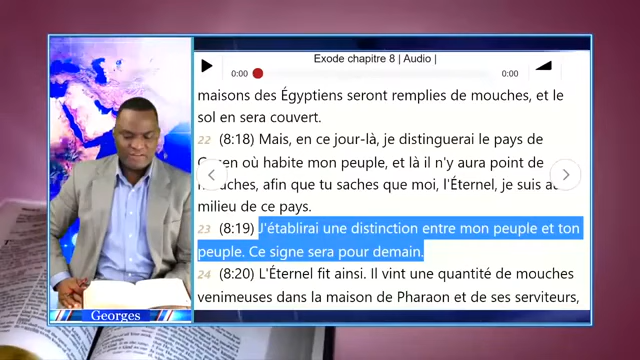 Exode chapitre 8 | Audio |
0:00
0:00
maisons des Égyptiens seront remplies de mouches, et le
sol en sera couvert.
22 (8:18) Mais, en ce jour-là, je distinguerai le pays de
où habite mon peuple, et là il n'y aura point de
afin que tu saches que moi, l'Éternel, je suis au
milieu de ce pays.
23 (8:19) J'établirai une distinction entre mon peuple et ton
peuple. Ce signe sera pour demain.
24 (8:20) L'Éternel fit ainsi. Il vint une quantité de mouches
venimeuses dans la maison de Pharaon et de ses serviteurs,
Georges